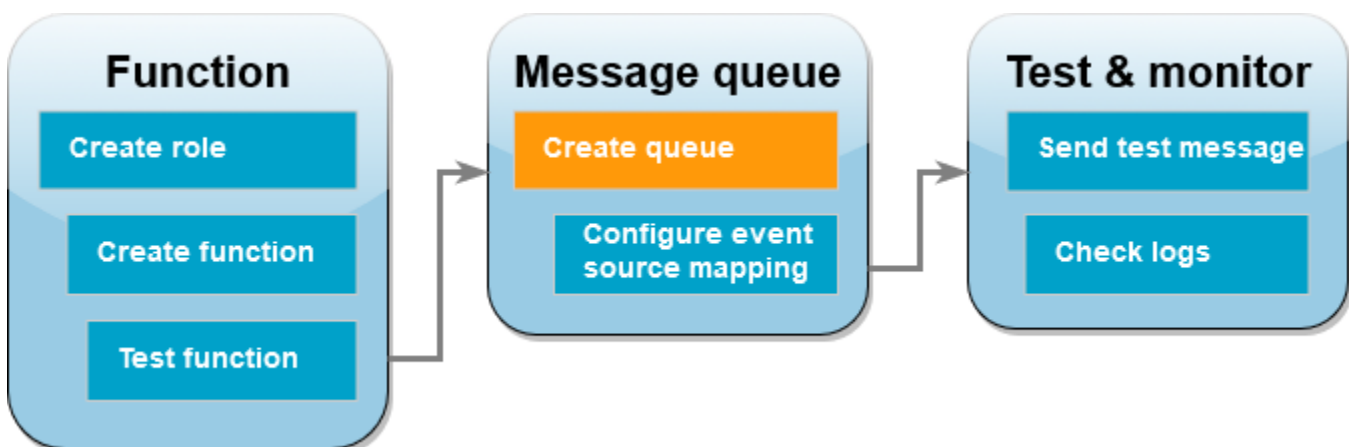 Function
Create role
Create function
Test function
Message queue
Create queue
Configure event
source mapping
Test & monitor
Send test message
Check logs